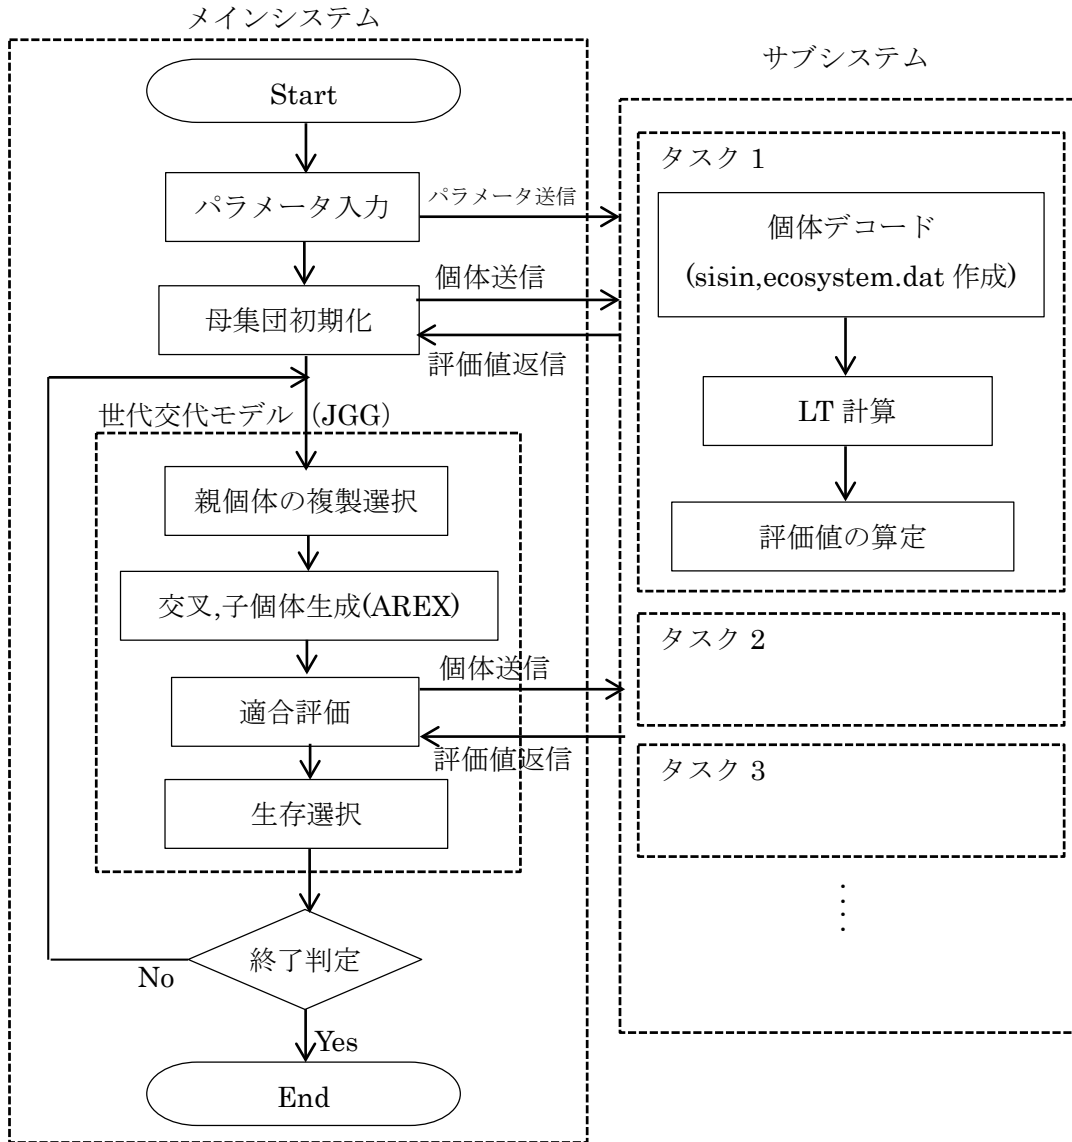 メインシステム
Start
パラメータ入力
パラメータ送信
母集団初期化
個体送信
評価値返信
世代交代モデル (JGG)
親個体の複製選択
交叉,子個体生成(AREX)
適合評価
個体送信
評価値返信
生存選択
終了判定
No
Yes
End
サブシステム
タスク 1
個体デコード
(sisin,ecosystem.dat 作成)
LT 計算
評価値の算定
タスク 2
タスク 3